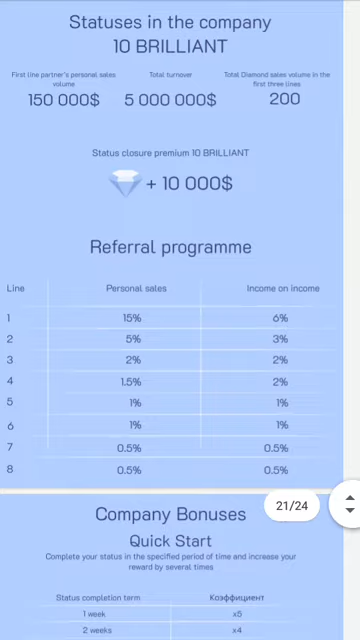 Statuses in the company
10 BRILLIANT
First line partner's personal sales volume
150 000$
Total turnover
5 000 000$
Total Diamond sales volume in the first three lines
200
Status closure premium 10 BRILLIANT
+ 10 000$
Referral programme
Line Personal sales Income on income
1 15% 6%
2 5% 3%
3 2% 2%
4 1.5% 2%
5 1% 1%
6 1% 1%
7 0.5% 0.5%
8 0.5% 0.5%
21/24
Company Bonuses
Quick Start
Complete your status in the specified period of time and increase your
reward by several times
Status completion term Коэффициент
1 week x5
2 weeks x4